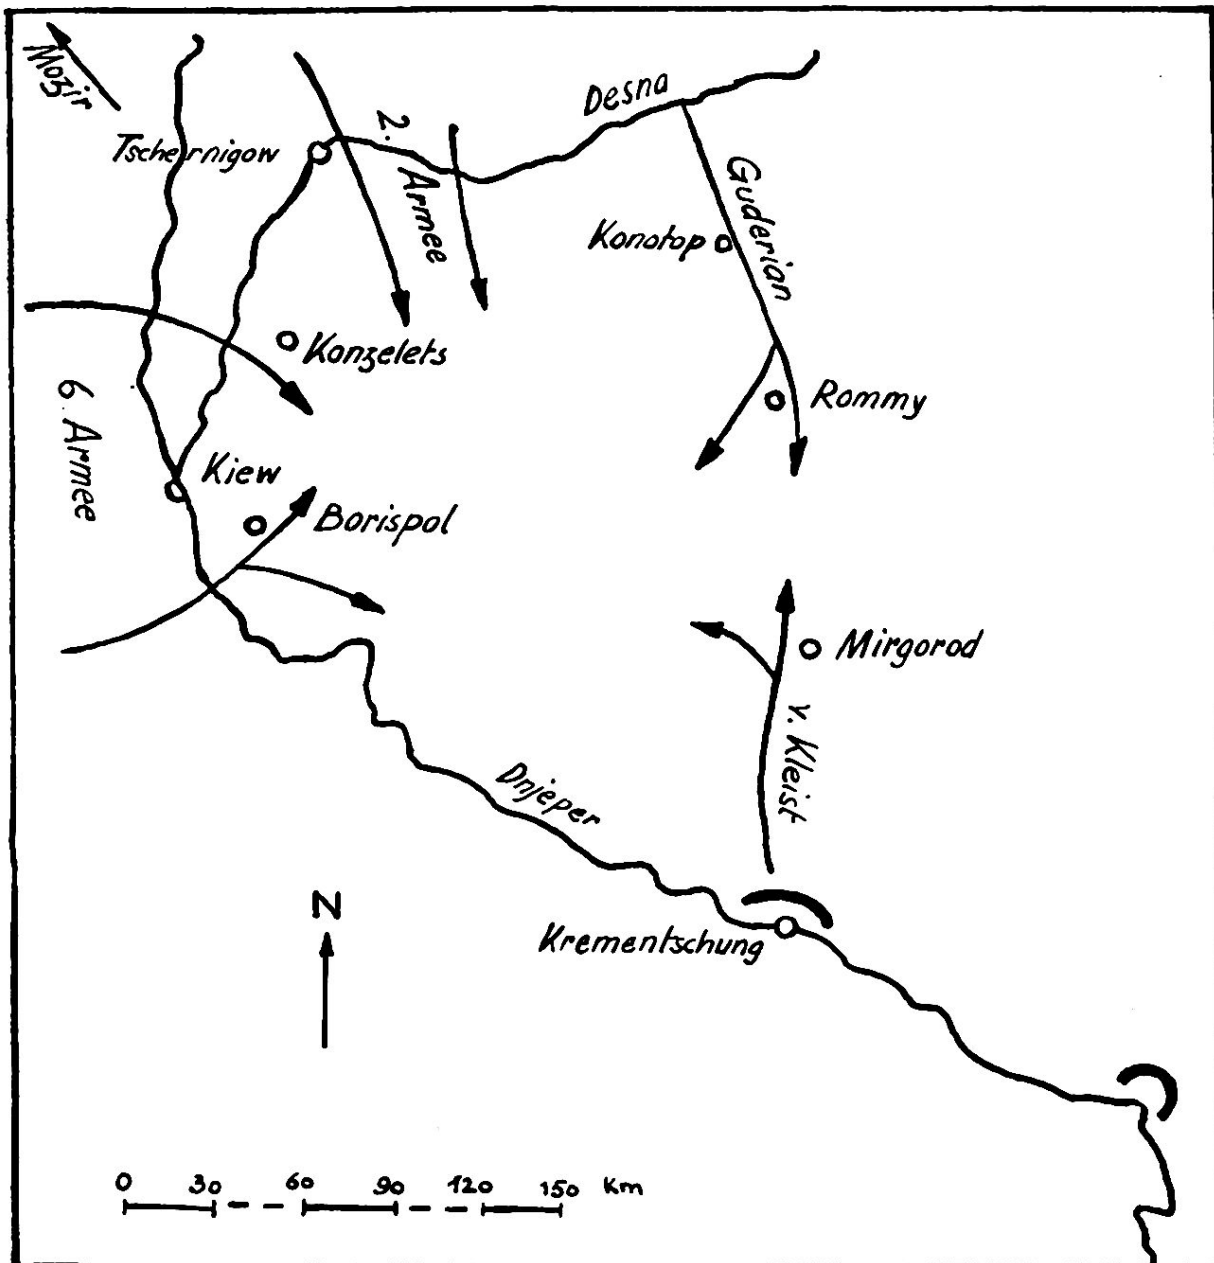 Mozir
Desna
Tschernigow
2. Armee
Guderian
Konotop
Konzelets
6. Armee
Rommy
Kiew
Borispol
Mirgorod
v. Kleist
Dnjeper
N
Krementschung
0 30 60 90 120 150 Km